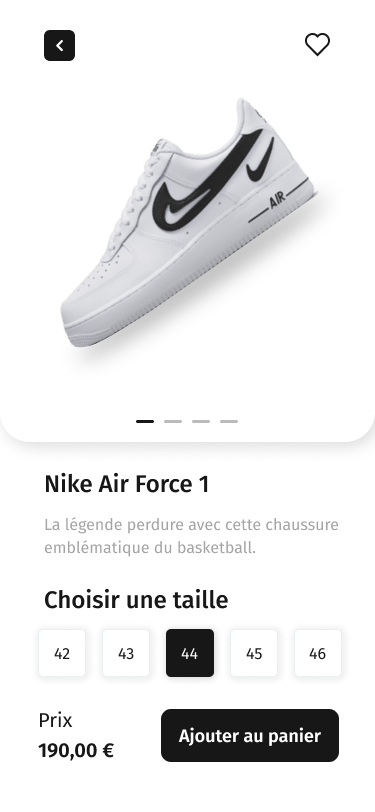 AIR
Nike Air Force 1
La légende perdure avec cette chaussure
emblématique du basketball.
Choisir une taille
42 43 44 45 46
Prix
190,00 €
Ajouter au panier